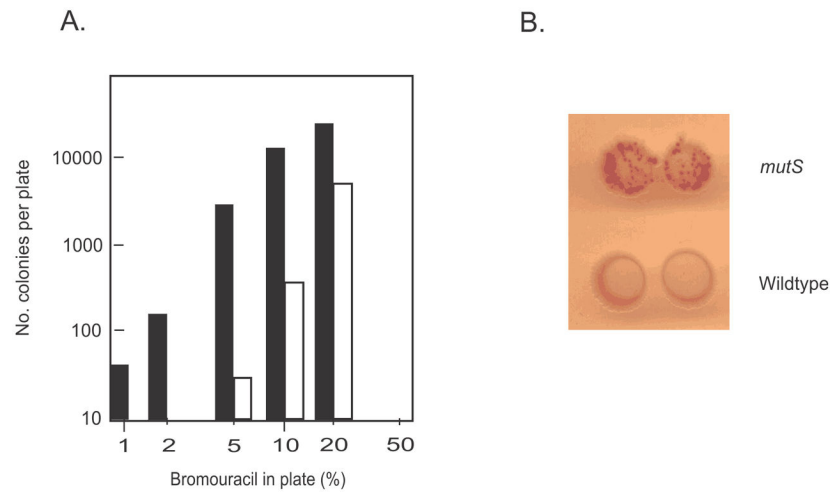 A.
No. colonies per plate
10000
1000
100
10
1 2 5 10 20 50
Bromouracil in plate (%)
B.
mutS
Wildtype